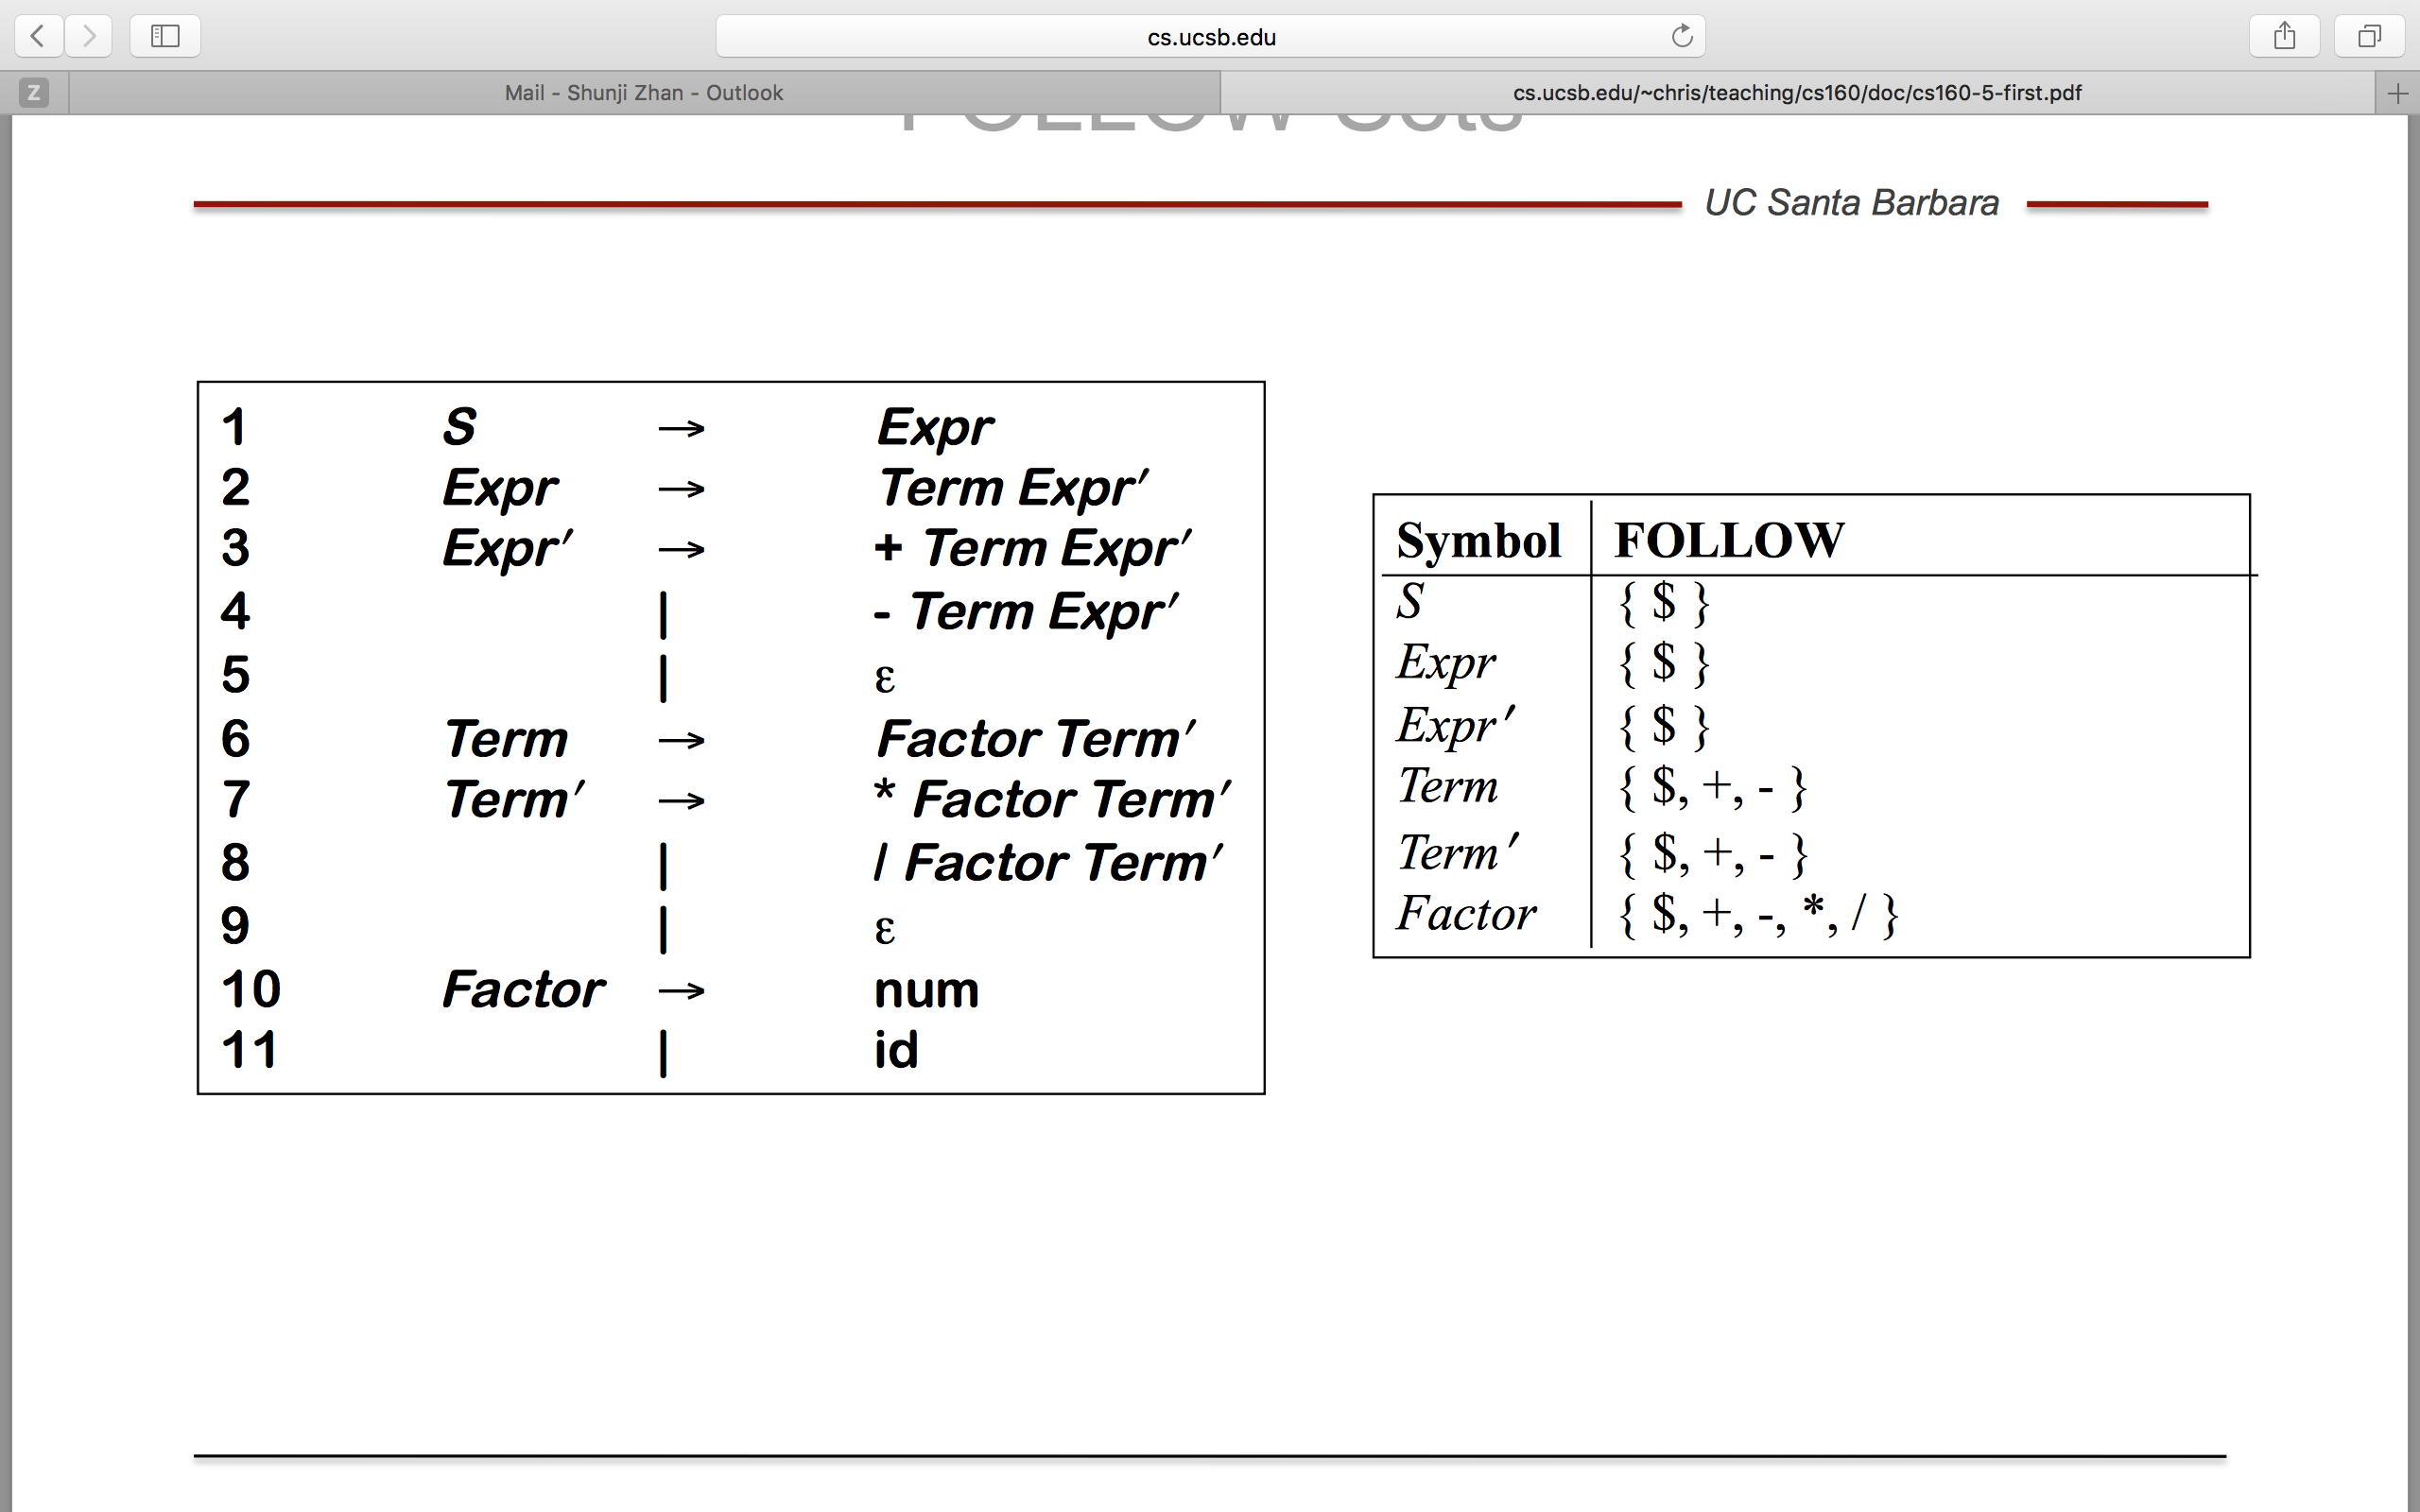 cs.ucsb.edu
Z
Mail - Shunji Zhan - Outlook
cs.ucsb.edu/~chris/teaching/cs160/doc/cs160-5-first.pdf
FOLLOW Sets
UC Santa Barbara
1 S → Expr
2 Expr → Term Expr′
3 Expr′ → + Term Expr′
4 | - Term Expr′
5 | ε
6 Term → Factor Term′
7 Term′ → * Factor Term′
8 | / Factor Term′
9 | ε
10 Factor → num
11 | id
Symbol FOLLOW
S { $ }
Expr { $ }
Expr′ { $ }
Term { $, +, - }
Term′ { $, +, - }
Factor { $, +, -, *, / }